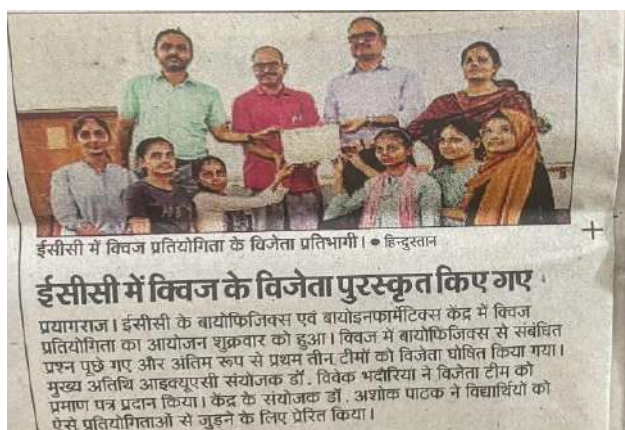 ईसीसी में क्विज प्रतियोगिता के विजेता प्रतिभागी। ● हिन्दुस्तान
ईसीसी में क्विज के विजेता पुरस्कृत किए गए
प्रयागराज। ईसीसी के बायोफिजिक्स एवं बायोइनफार्मेटिक्स केंद्र में क्विज
प्रतियोगिता का आयोजन शुक्रवार को हुआ। क्विज में बायोफिजिक्स से संबंधित
प्रश्न पूछे गए और अंतिम रूप से प्रथम तीन टीमों को विजेता घोषित किया गया।
मुख्य अतिथि आइक्यूएसी संयोजक डॉ. विवेक भदौरिया ने विजेता टीम को
प्रमाण पत्र प्रदान किया। केंद्र के संयोजक डॉ. अशोक पाठक ने विद्यार्थियों को
ऐसे प्रतियोगिताओं से जुड़ने के लिए प्रेरित किया।